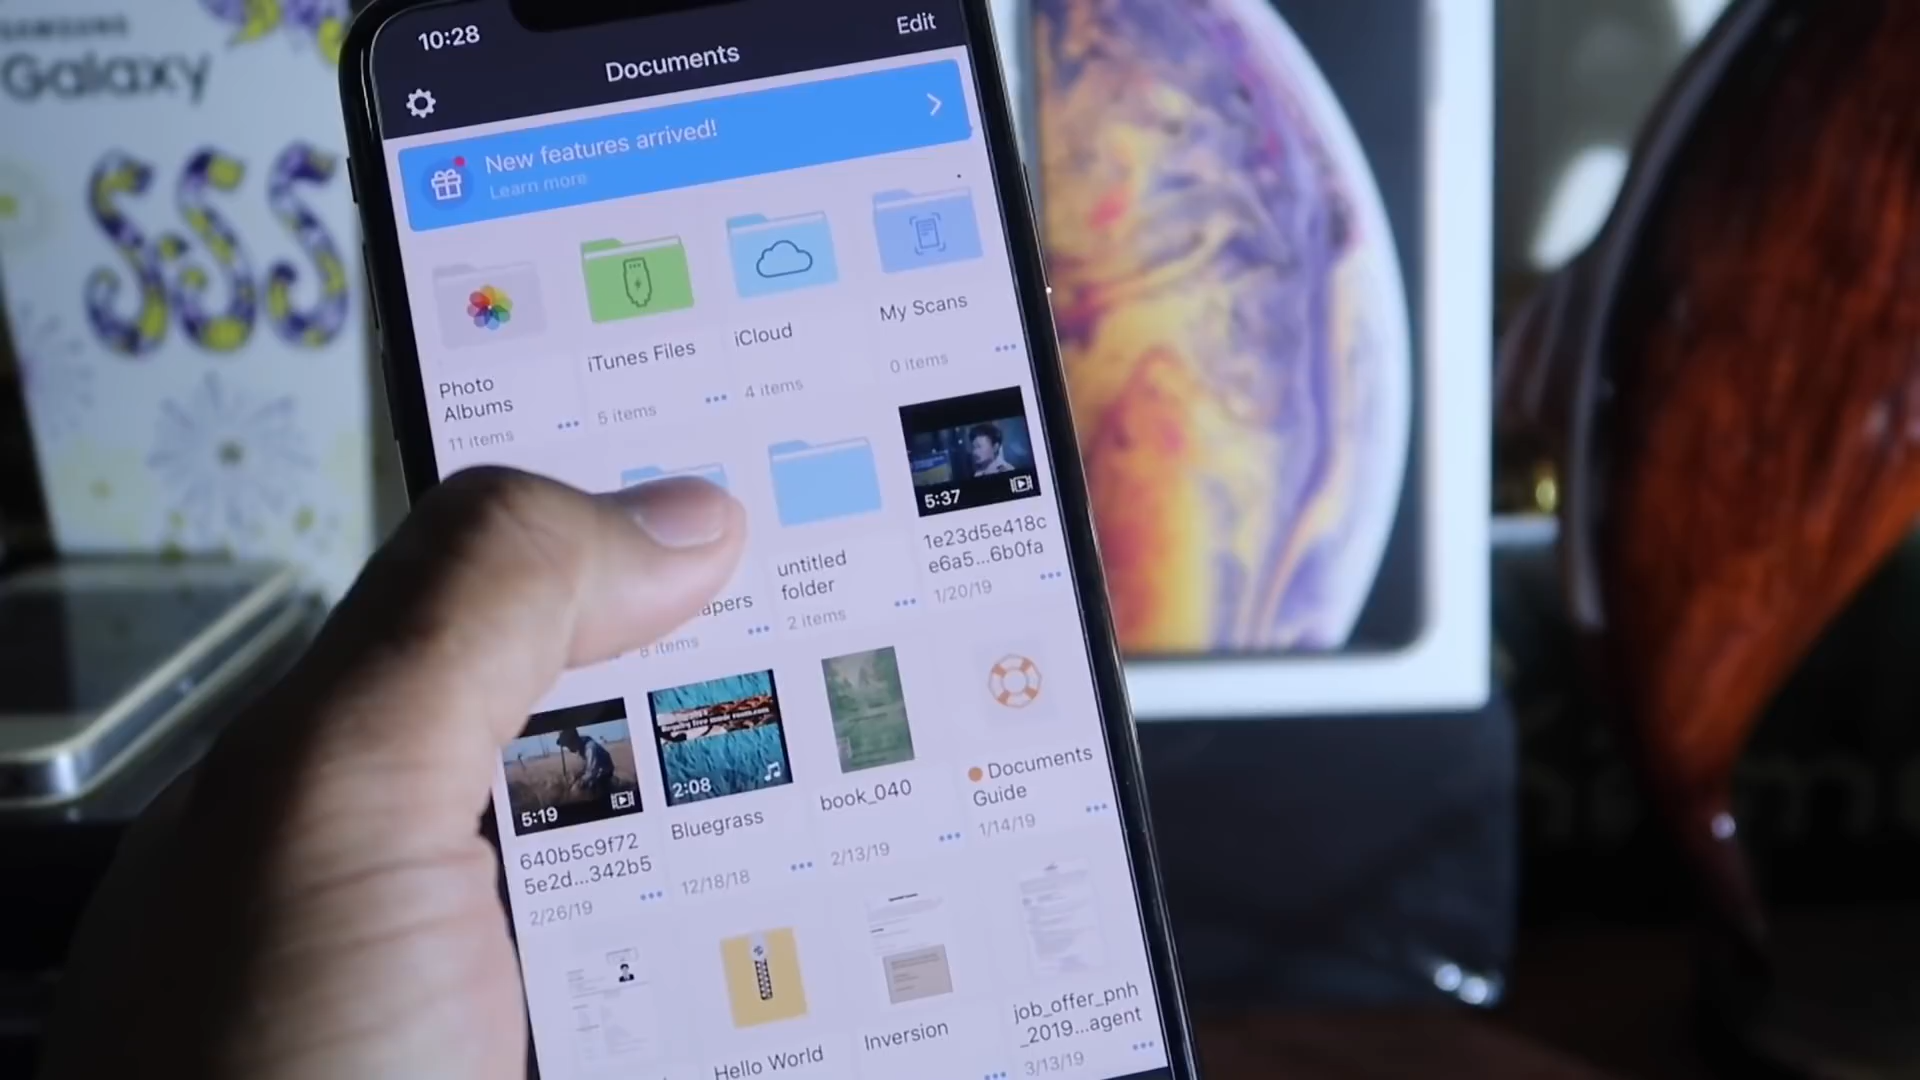 SAMSUNG
Galaxy
SSS
10:28
Documents
Edit
New features arrived!
Learn more
Photo
Albums
11 items
iTunes Files
5 items
iCloud
4 items
My Scans
0 items
apers
8 items
untitled
folder
2 items
5:37
1e23d5e418c
e6a5...6b0fa
1/20/19
5:19
640b5c9f72
5e2d...342b5
2/26/19
2:08
Bluegrass
12/18/18
book_040
2/13/19
Documents
Guide
1/14/19
Hello World
Inversion
job_offer_pnh
_2019...agent
3/13/19